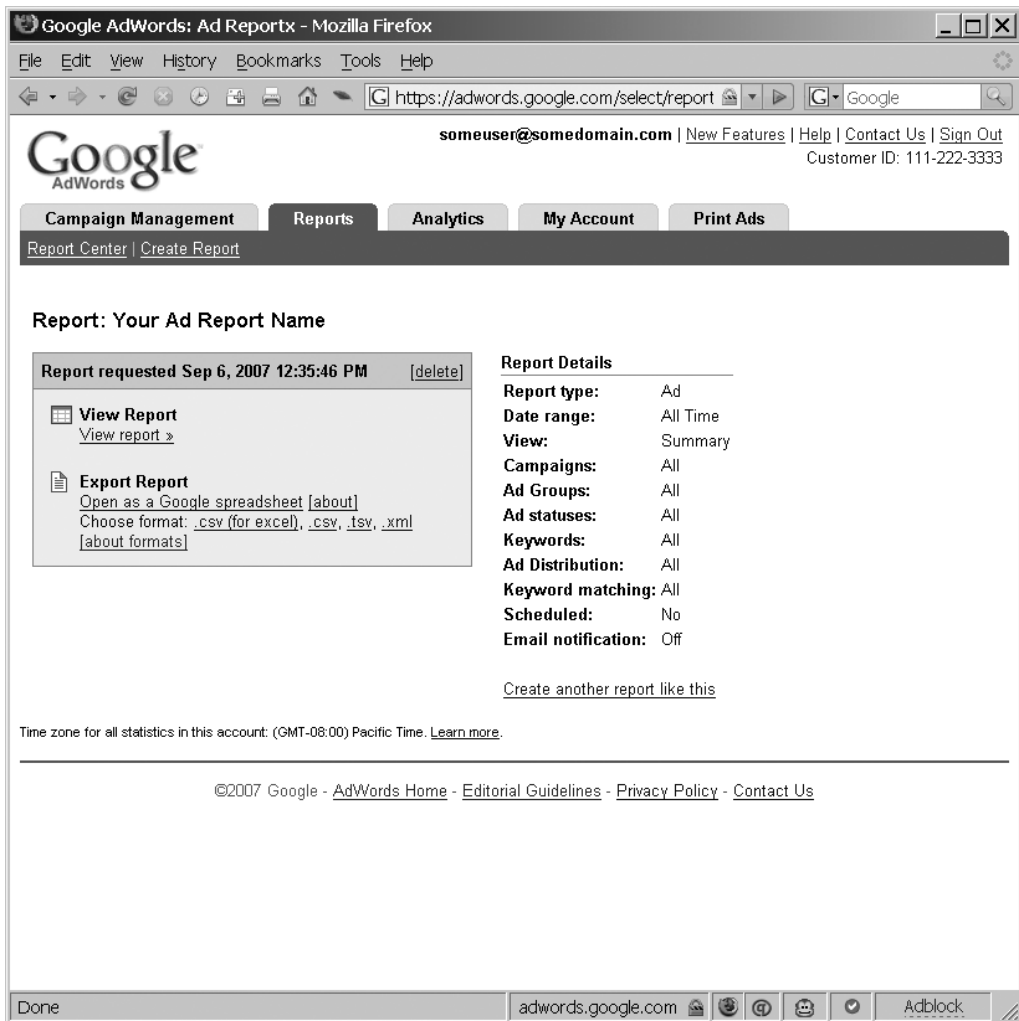 Google AdWords: Ad Reportx - Mozilla Firefox
File Edit View History Bookmarks Tools Help
G https://adwords.google.com/select/report G Google
someuser@somedomain.com | New Features | Help | Contact Us | Sign Out
Customer ID: 111-222-3333
Google
AdWords
Campaign Management Reports Analytics My Account Print Ads
Report Center | Create Report
Report: Your Ad Report Name
Report requested Sep 6, 2007 12:35:46 PM [delete]
View Report
View report »
Export Report
Open as a Google spreadsheet [about]
Choose format: .csv (for excel), .csv, .tsv, .xml
[about formats]
Report Details
Report type: Ad
Date range: All Time
View: Summary
Campaigns: All
Ad Groups: All
Ad statuses: All
Keywords: All
Ad Distribution: All
Keyword matching: All
Scheduled: No
Email notification: Off
Create another report like this
Time zone for all statistics in this account: (GMT-08:00) Pacific Time. Learn more.
©2007 Google - AdWords Home - Editorial Guidelines - Privacy Policy - Contact Us
Done adwords.google.com @ Adblock